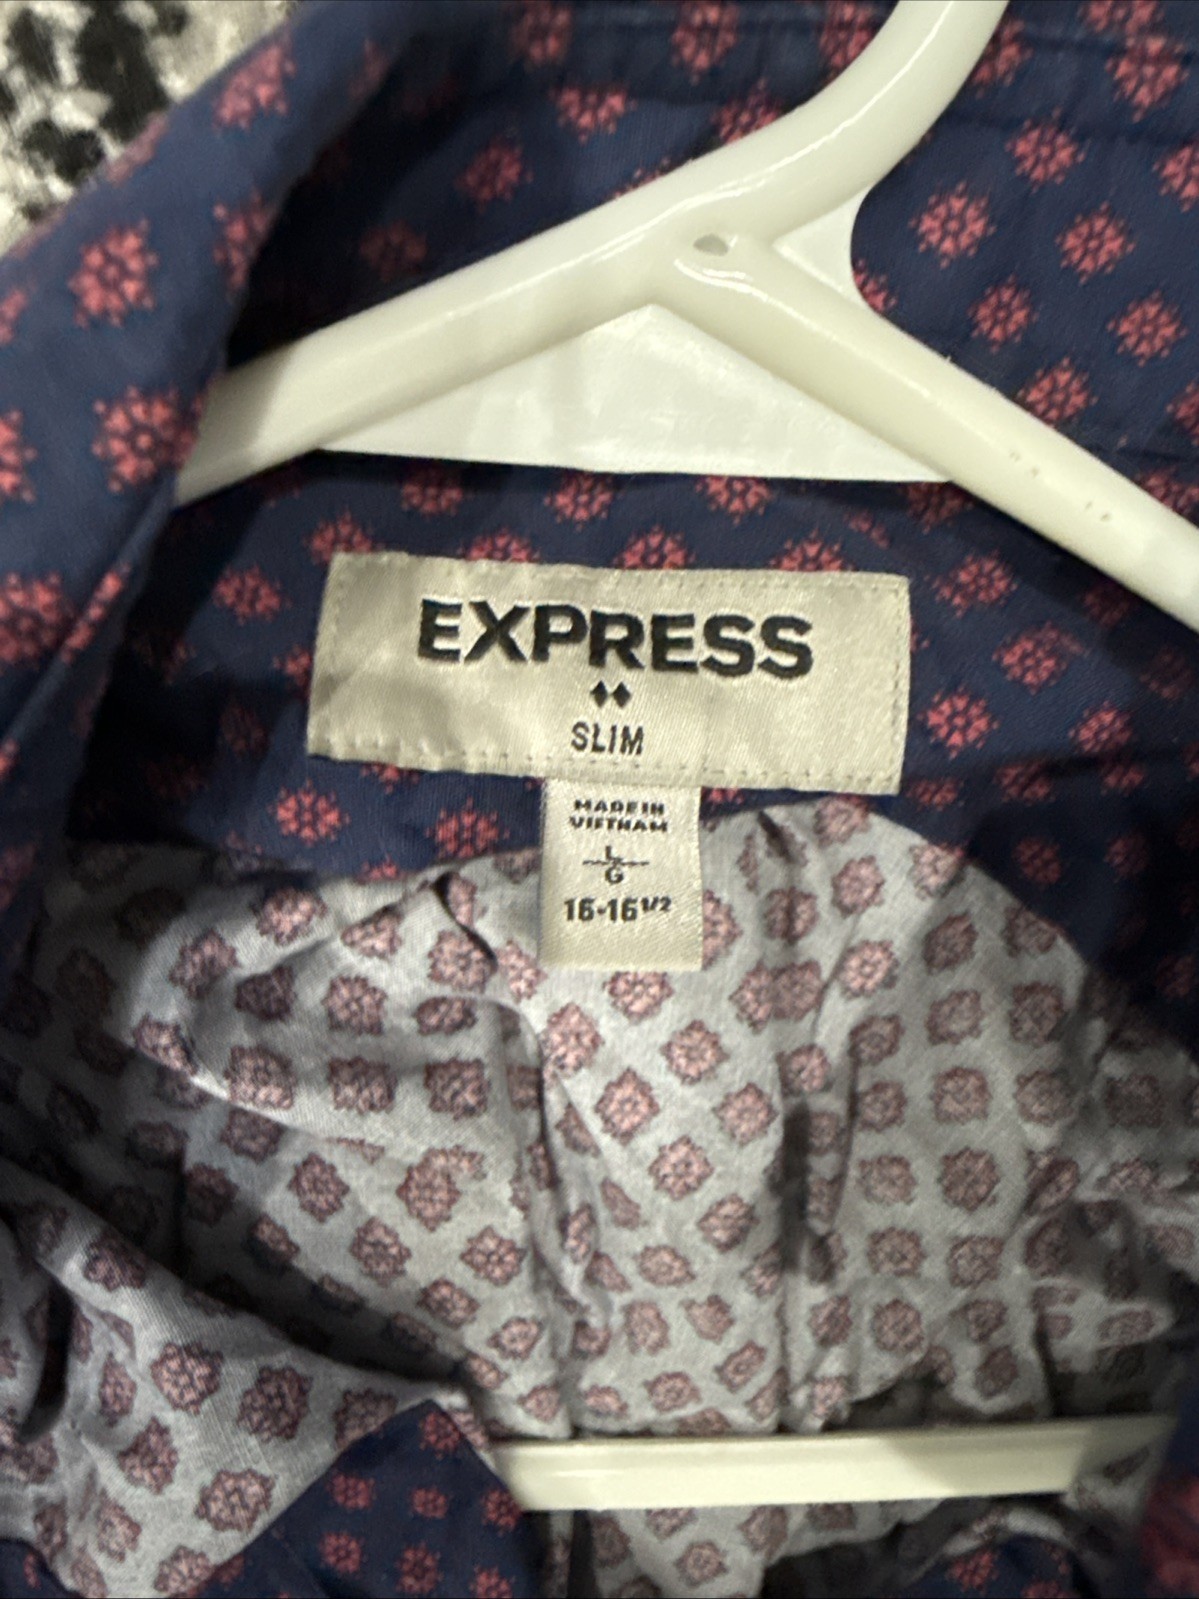 EXPRESS
SLIM
MADE IN
VIETNAM
L
G
16-16 1/2